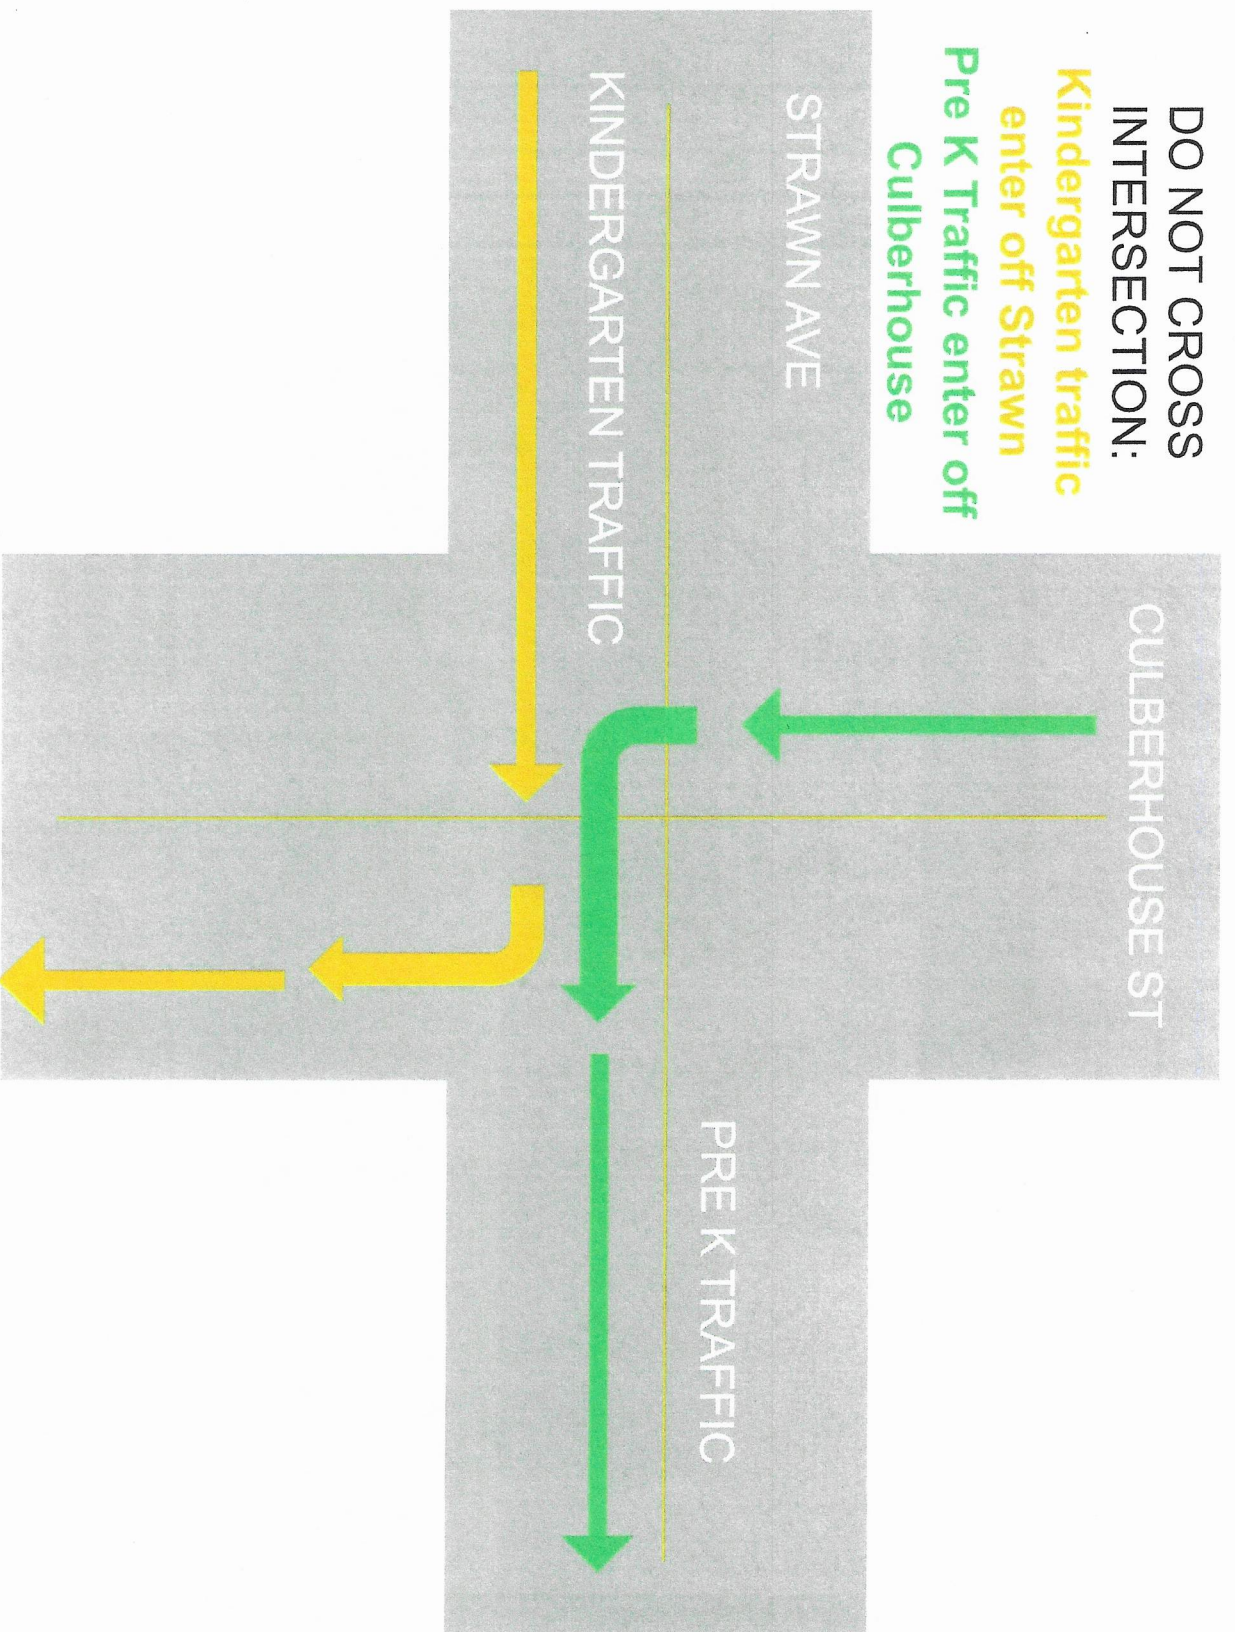 DO NOT CROSS
INTERSECTION:
Kindergarten traffic
enter off Strawn
Pre K Traffic enter off
Culberhouse
CULBERHOUSE ST
STRAWN AVE
PRE K TRAFFIC
KINDERGARTEN TRAFFIC